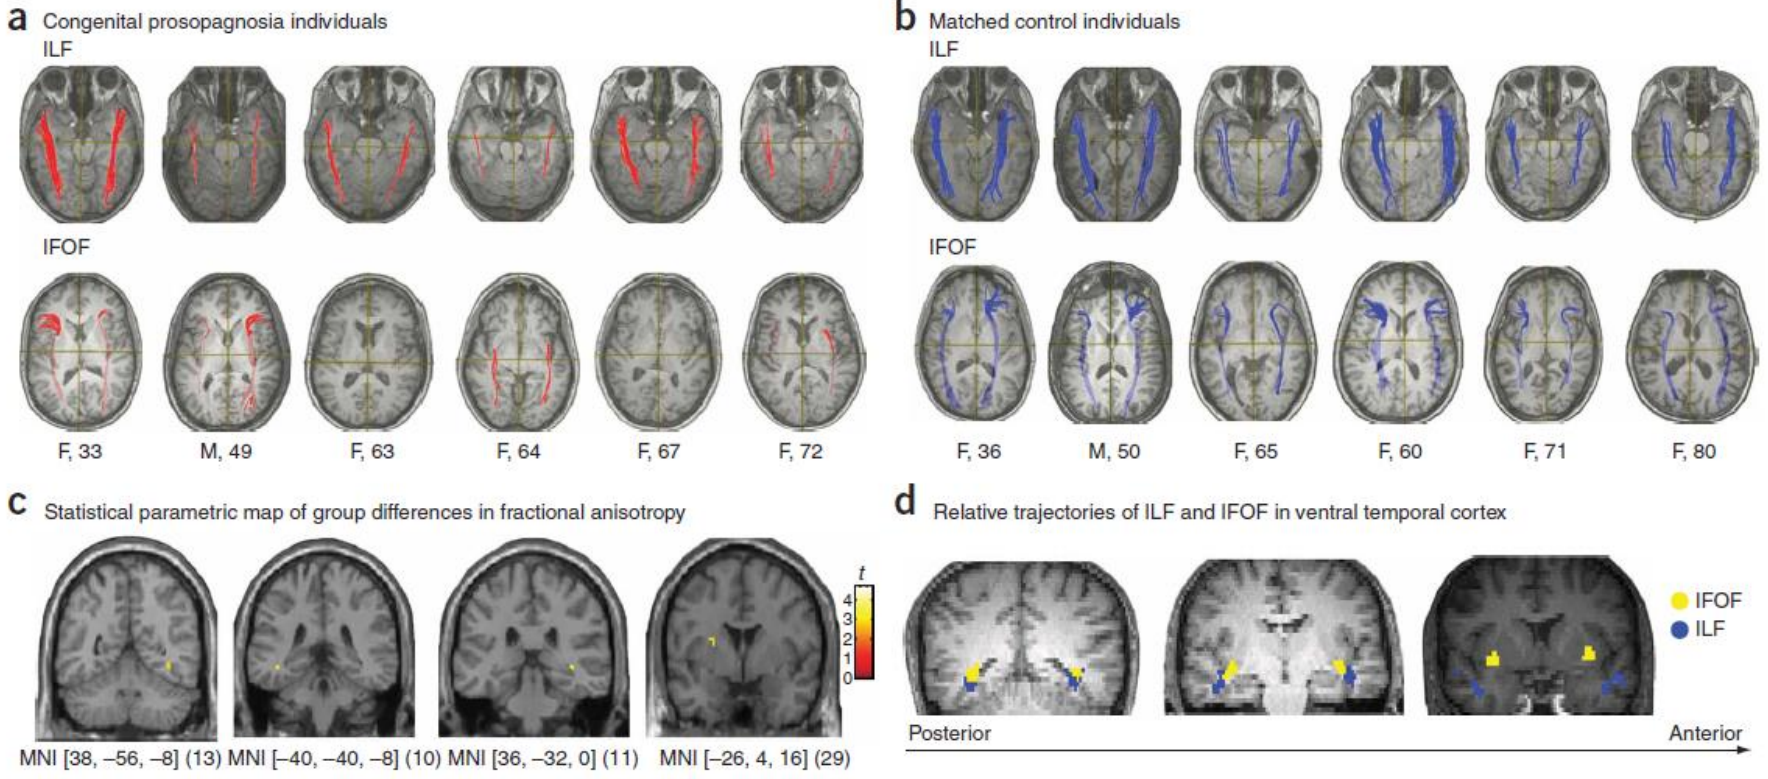 a Congenital prosopagnosia individuals
ILF
IFOF
F, 33 M, 49 F, 63 F, 64 F, 67 F, 72
b Matched control individuals
ILF
IFOF
F, 36 M, 50 F, 65 F, 60 F, 71 F, 80
c Statistical parametric map of group differences in fractional anisotropy
t
4
3
2
1
0
MNI [38, –56, –8] (13) MNI [–40, –40, –8] (10) MNI [36, –32, 0] (11) MNI [–26, 4, 16] (29)
d Relative trajectories of ILF and IFOF in ventral temporal cortex
IFOF
ILF
Posterior Anterior